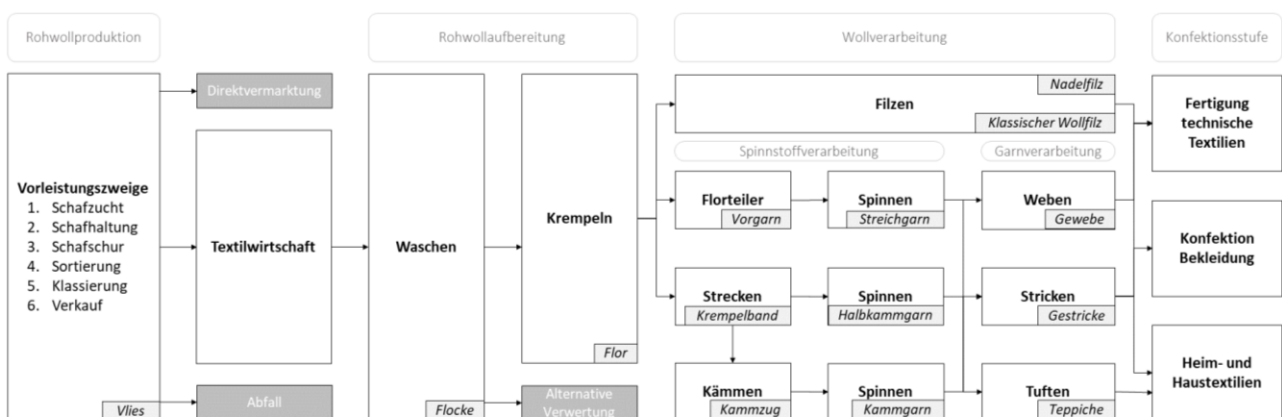 Rohwollproduktion
Rohwollaufbereitung
Wollverarbeitung
Konfektionsstufe
Vorleistungszweige
1. Schafzucht
2. Schafhaltung
3. Schafschur
4. Sortierung
5. Klassierung
6. Verkauf
Vlies
Direktvermarktung
Textilwirtschaft
Abfall
Waschen
Flocke
Krempeln
Flor
Alternative
Verwertung
Nadelfilz
Filzen
Klassischer Wollfilz
Spinnstoffverarbeitung
Garnverarbeitung
Florteiler
Vorgarn
Spinnen
Streichgarn
Weben
Gewebe
Strecken
Krempelband
Spinnen
Halbkammgarn
Stricken
Gestricke
Kämmen
Kammzug
Spinnen
Kammgarn
Tuften
Teppiche
Fertigung
technische
Textilien
Konfektion
Bekleidung
Heim- und
Haustextilien